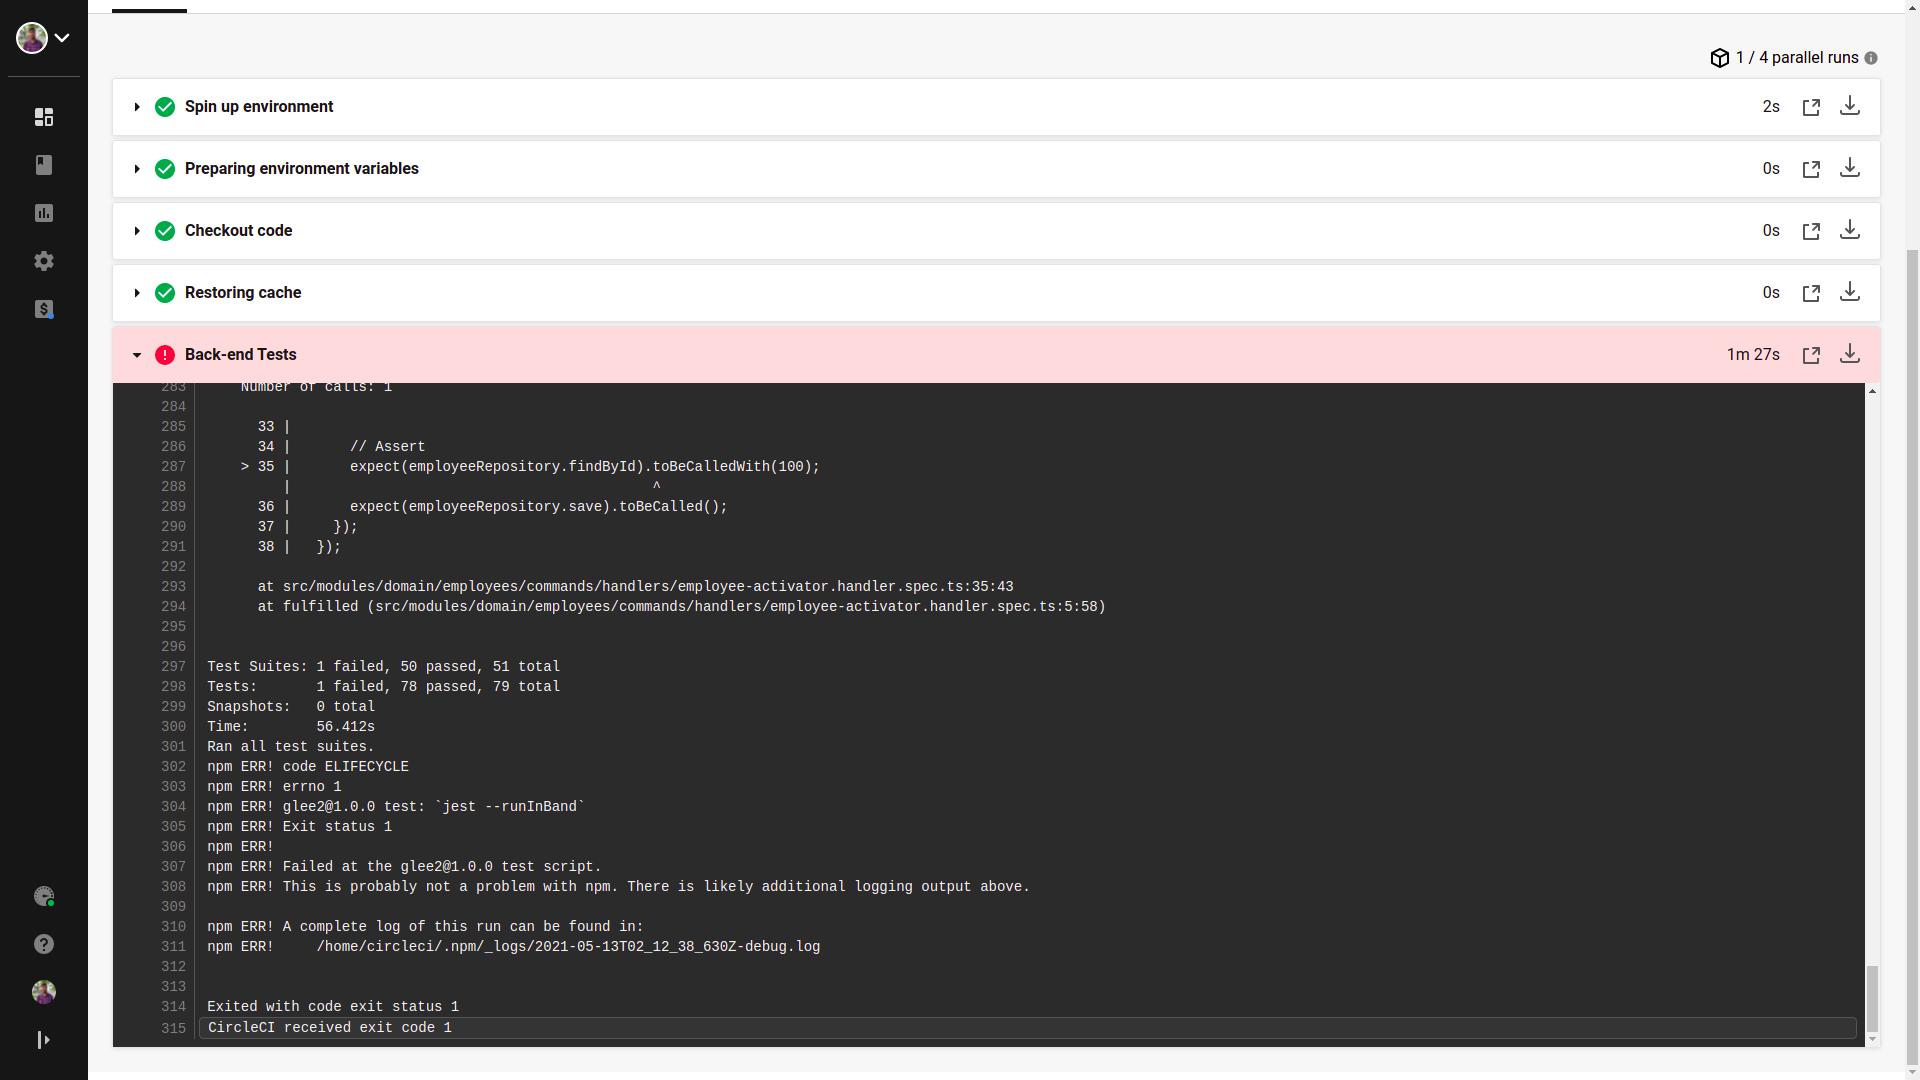 1 / 4 parallel runs
Spin up environment 2s
Preparing environment variables 0s
Checkout code 0s
Restoring cache 0s
Back-end Tests 1m 27s
283 Number of calls: 1
284
285 33 |
286 34 | // Assert
287 > 35 | expect(employeeRepository.findById).toBeCalledWith(100);
288 | ^
289 36 | expect(employeeRepository.save).toBeCalled();
290 37 | });
291 38 | });
292
293 at src/modules/domain/employees/commands/handlers/employee-activator.handler.spec.ts:35:43
294 at fulfilled (src/modules/domain/employees/commands/handlers/employee-activator.handler.spec.ts:5:58)
295
296
297 Test Suites: 1 failed, 50 passed, 51 total
298 Tests: 1 failed, 78 passed, 79 total
299 Snapshots: 0 total
300 Time: 56.412s
301 Ran all test suites.
302 npm ERR! code ELIFECYCLE
303 npm ERR! errno 1
304 npm ERR! glee2@1.0.0 test: `jest --runInBand`
305 npm ERR! Exit status 1
306 npm ERR!
307 npm ERR! Failed at the glee2@1.0.0 test script.
308 npm ERR! This is probably not a problem with npm. There is likely additional logging output above.
309
310 npm ERR! A complete log of this run can be found in:
311 npm ERR! /home/circleci/.npm/_logs/2021-05-13T02_12_38_630Z-debug.log
312
313
314 Exited with code exit status 1
315 CircleCI received exit code 1